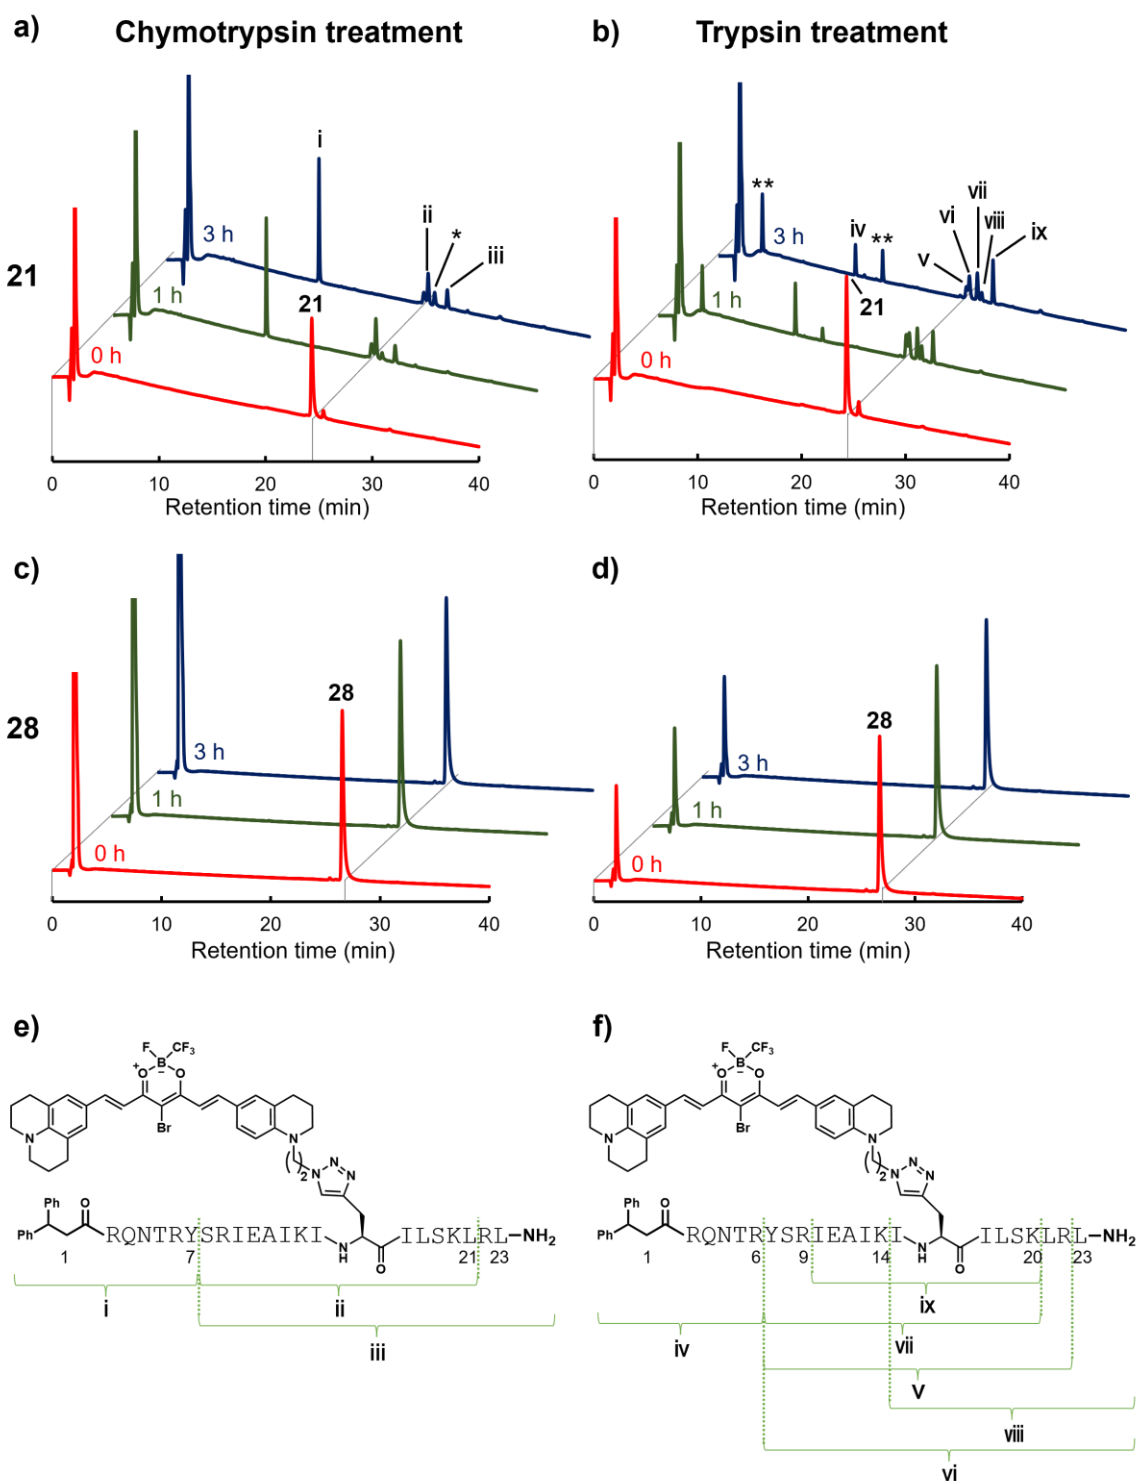 a) Chymotrypsin treatment
b) Trypsin treatment
21
3 h
1 h
0 h
i
ii
*
iii
21
0 10 20 30 40
Retention time (min)
**
3 h
1 h
0 h
iv
**
21
v
vi
vii
viii
ix
0 10 20 30 40
Retention time (min)
c)
d)
28
3 h
1 h
0 h
28
0 10 20 30 40
Retention time (min)
3 h
1 h
0 h
28
0 10 20 30 40
Retention time (min)
e)
F CF3
B
+ −
O O
Br
N
N
( )2
N N N
Ph
Ph
O
RQNTRYSRIEAIKI N H O ILSKLRL NH2
1 7 21 23
i
ii
iii
f)
F CF3
B
+ −
O O
Br
N
N
( )2
N N N
Ph
Ph
O
RQNTRYSRIEAIKI N H O ILSKLRL NH2
1 6 9 14 20 23
ix
iv
vii
v
viii
vi